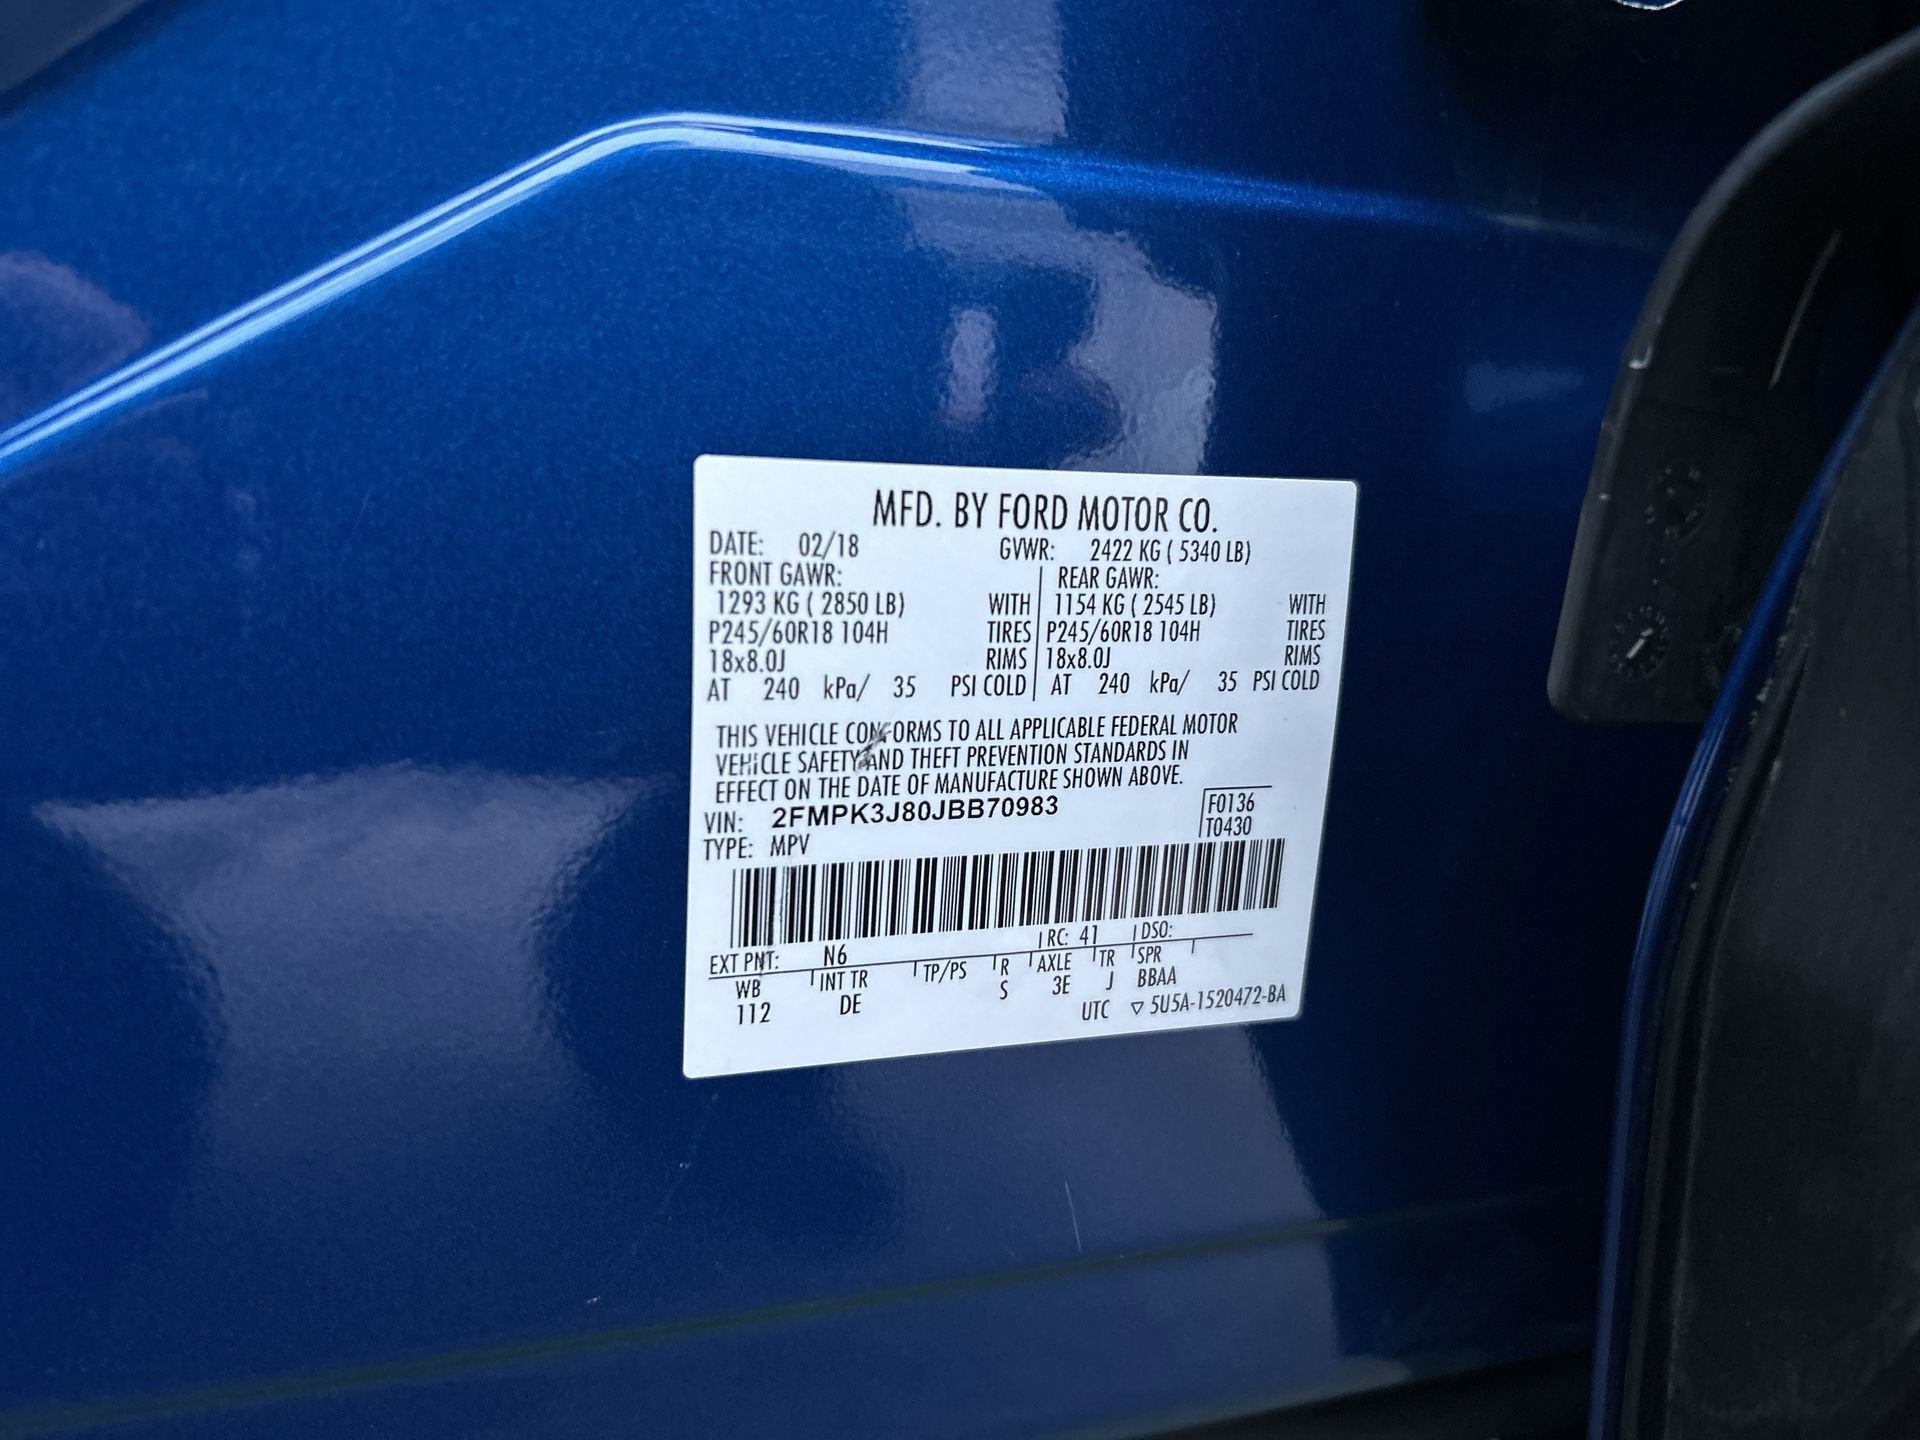 MFD. BY FORD MOTOR CO.
DATE: 02/18 GVWR: 2422 KG ( 5340 LB)
FRONT GAWR: REAR GAWR:
1293 KG ( 2850 LB) WITH 1154 KG ( 2545 LB) WITH
P245/60R18 104H TIRES P245/60R18 104H TIRES
18x8.0J RIMS 18x8.0J RIMS
AT 240 kPa/ 35 PSI COLD AT 240 kPa/ 35 PSI COLD
THIS VEHICLE CONFORMS TO ALL APPLICABLE FEDERAL MOTOR
VEHICLE SAFETY AND THEFT PREVENTION STANDARDS IN
EFFECT ON THE DATE OF MANUFACTURE SHOWN ABOVE.
VIN: 2FMPK3J80JBB70983 F0136
TYPE: MPV T0430
EXT PNT: N6 RC: 41 DSO:
WB INT TR TP/PS R AXLE TR SPR
112 DE S 3E J BBAA
UTC ▽ 5U5A-1520472-BA